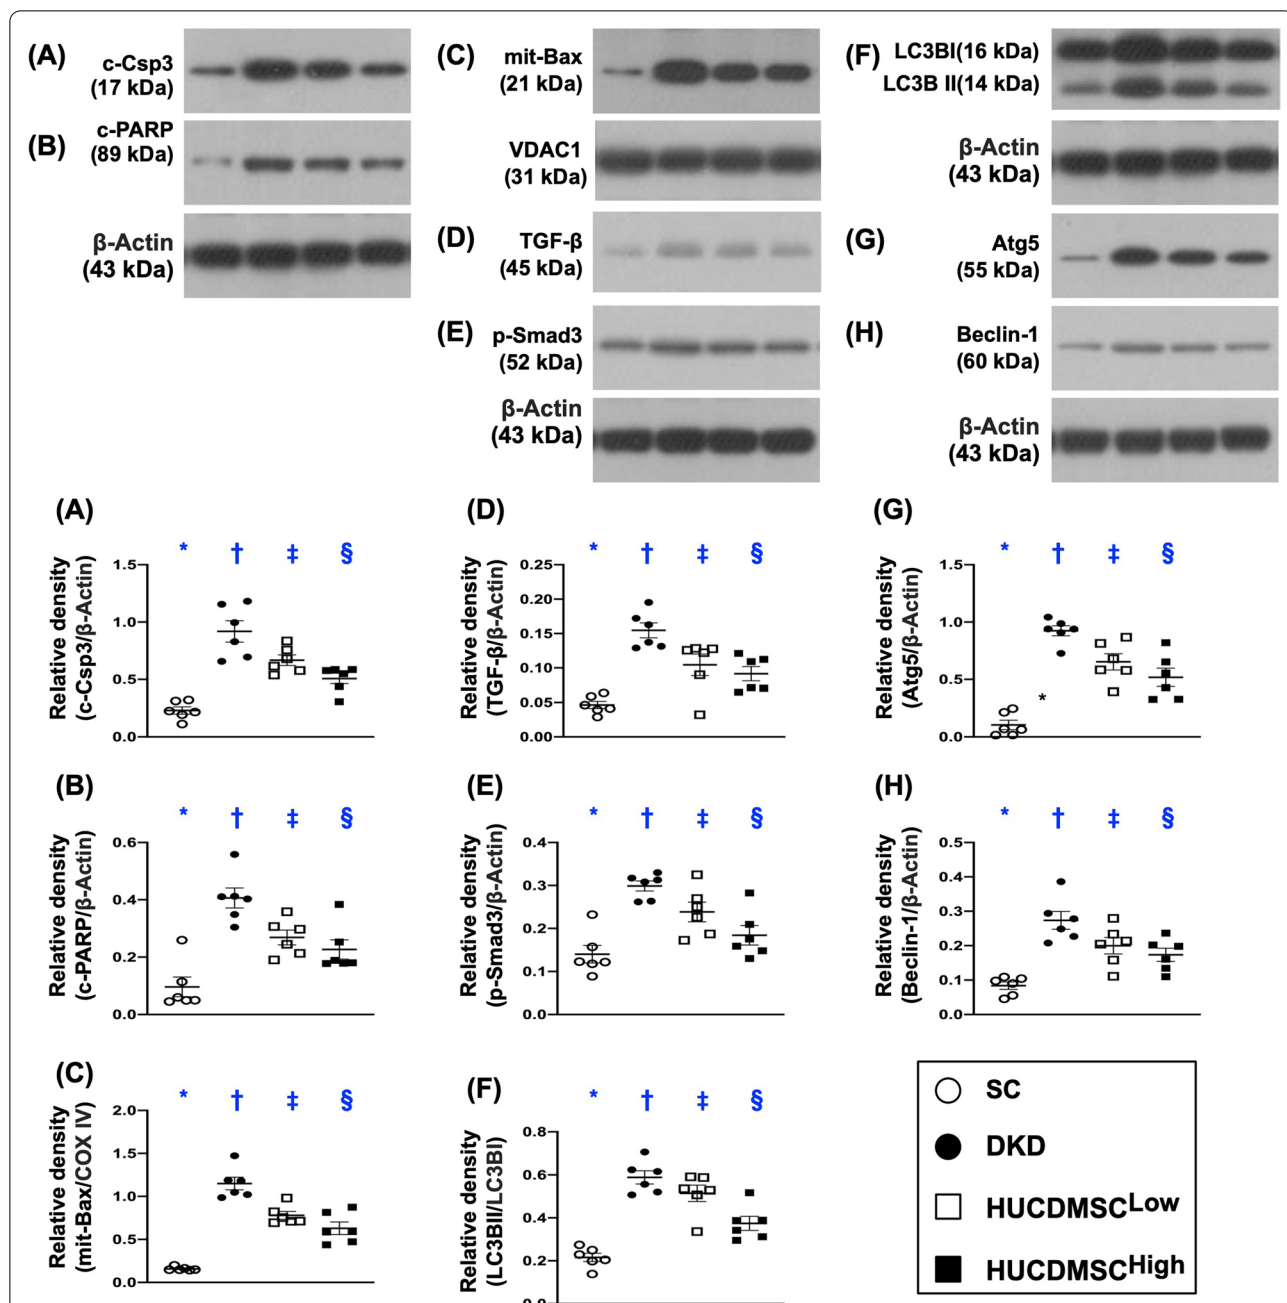 (A)
c-Csp3
(17 kDa)
(B)
c-PARP
(89 kDa)
β-Actin
(43 kDa)
(C)
mit-Bax
(21 kDa)
VDAC1
(31 kDa)
(D)
TGF-β
(45 kDa)
(E)
p-Smad3
(52 kDa)
β-Actin
(43 kDa)
(F)
LC3BI(16 kDa)
LC3B II(14 kDa)
β-Actin
(43 kDa)
(G)
Atg5
(55 kDa)
(H)
Beclin-1
(60 kDa)
β-Actin
(43 kDa)
(A)
* † ‡ §
Relative density
(c-Csp3/β-Actin)
1.5
1.0
0.5
0.0
(D)
* † ‡ §
Relative density
(TGF-β/β-Actin)
0.25
0.20
0.15
0.10
0.05
0.00
(G)
* † ‡ §
Relative density
(Atg5/β-Actin)
1.5
1.0
0.5
0.0
*
(B)
* † ‡ §
Relative density
(c-PARP/β-Actin)
0.6
0.4
0.2
0.0
(E)
* † ‡ §
Relative density
(p-Smad3/β-Actin)
0.4
0.3
0.2
0.1
0.0
(H)
* † ‡ §
Relative density
(Beclin-1/β-Actin)
0.5
0.4
0.3
0.2
0.1
0.0
(C)
* † ‡ §
Relative density
(mit-Bax/COX IV)
2.0
1.5
1.0
0.5
0.0
(F)
* † ‡ §
Relative density
(LC3BII/LC3BI)
0.8
0.6
0.4
0.2
0.0
SC
DKD
HUCDMSCLow
HUCDMSCHigh